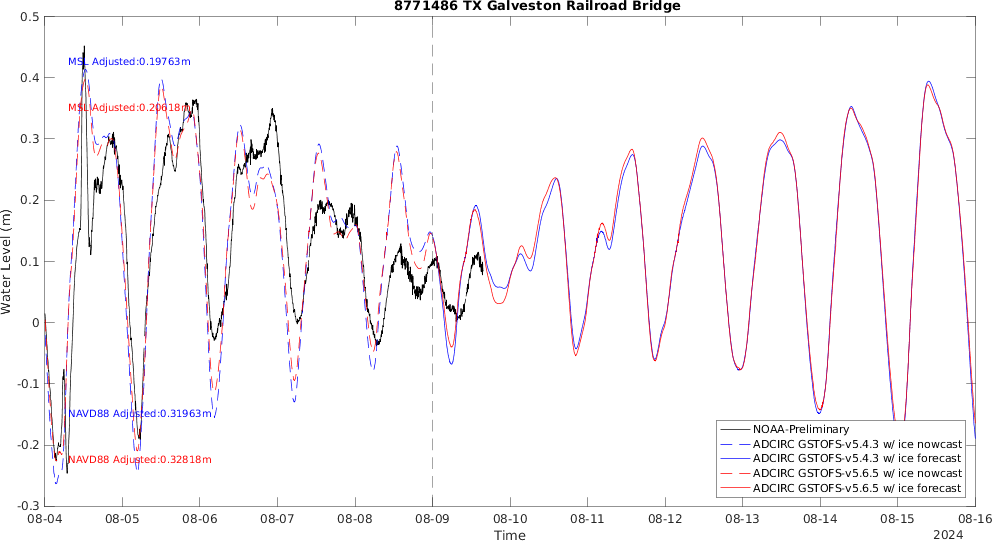 8771486 TX Galveston Railroad Bridge
Water Level (m)
0.5
0.4
0.3
0.2
0.1
0
-0.1
-0.2
-0.3
MSL Adjusted:0.19763m
MSL Adjusted:0.20618m
NAVD88 Adjusted:0.31963m
NAVD88 Adjusted:0.32818m
NOAA-Preliminary
ADCIRC GSTOFS-v5.4.3 w/ ice nowcast
ADCIRC GSTOFS-v5.4.3 w/ ice forecast
ADCIRC GSTOFS-v5.6.5 w/ ice nowcast
ADCIRC GSTOFS-v5.6.5 w/ ice forecast
08-04 08-05 08-06 08-07 08-08 08-09 08-10 08-11 08-12 08-13 08-14 08-15 08-16
Time
2024